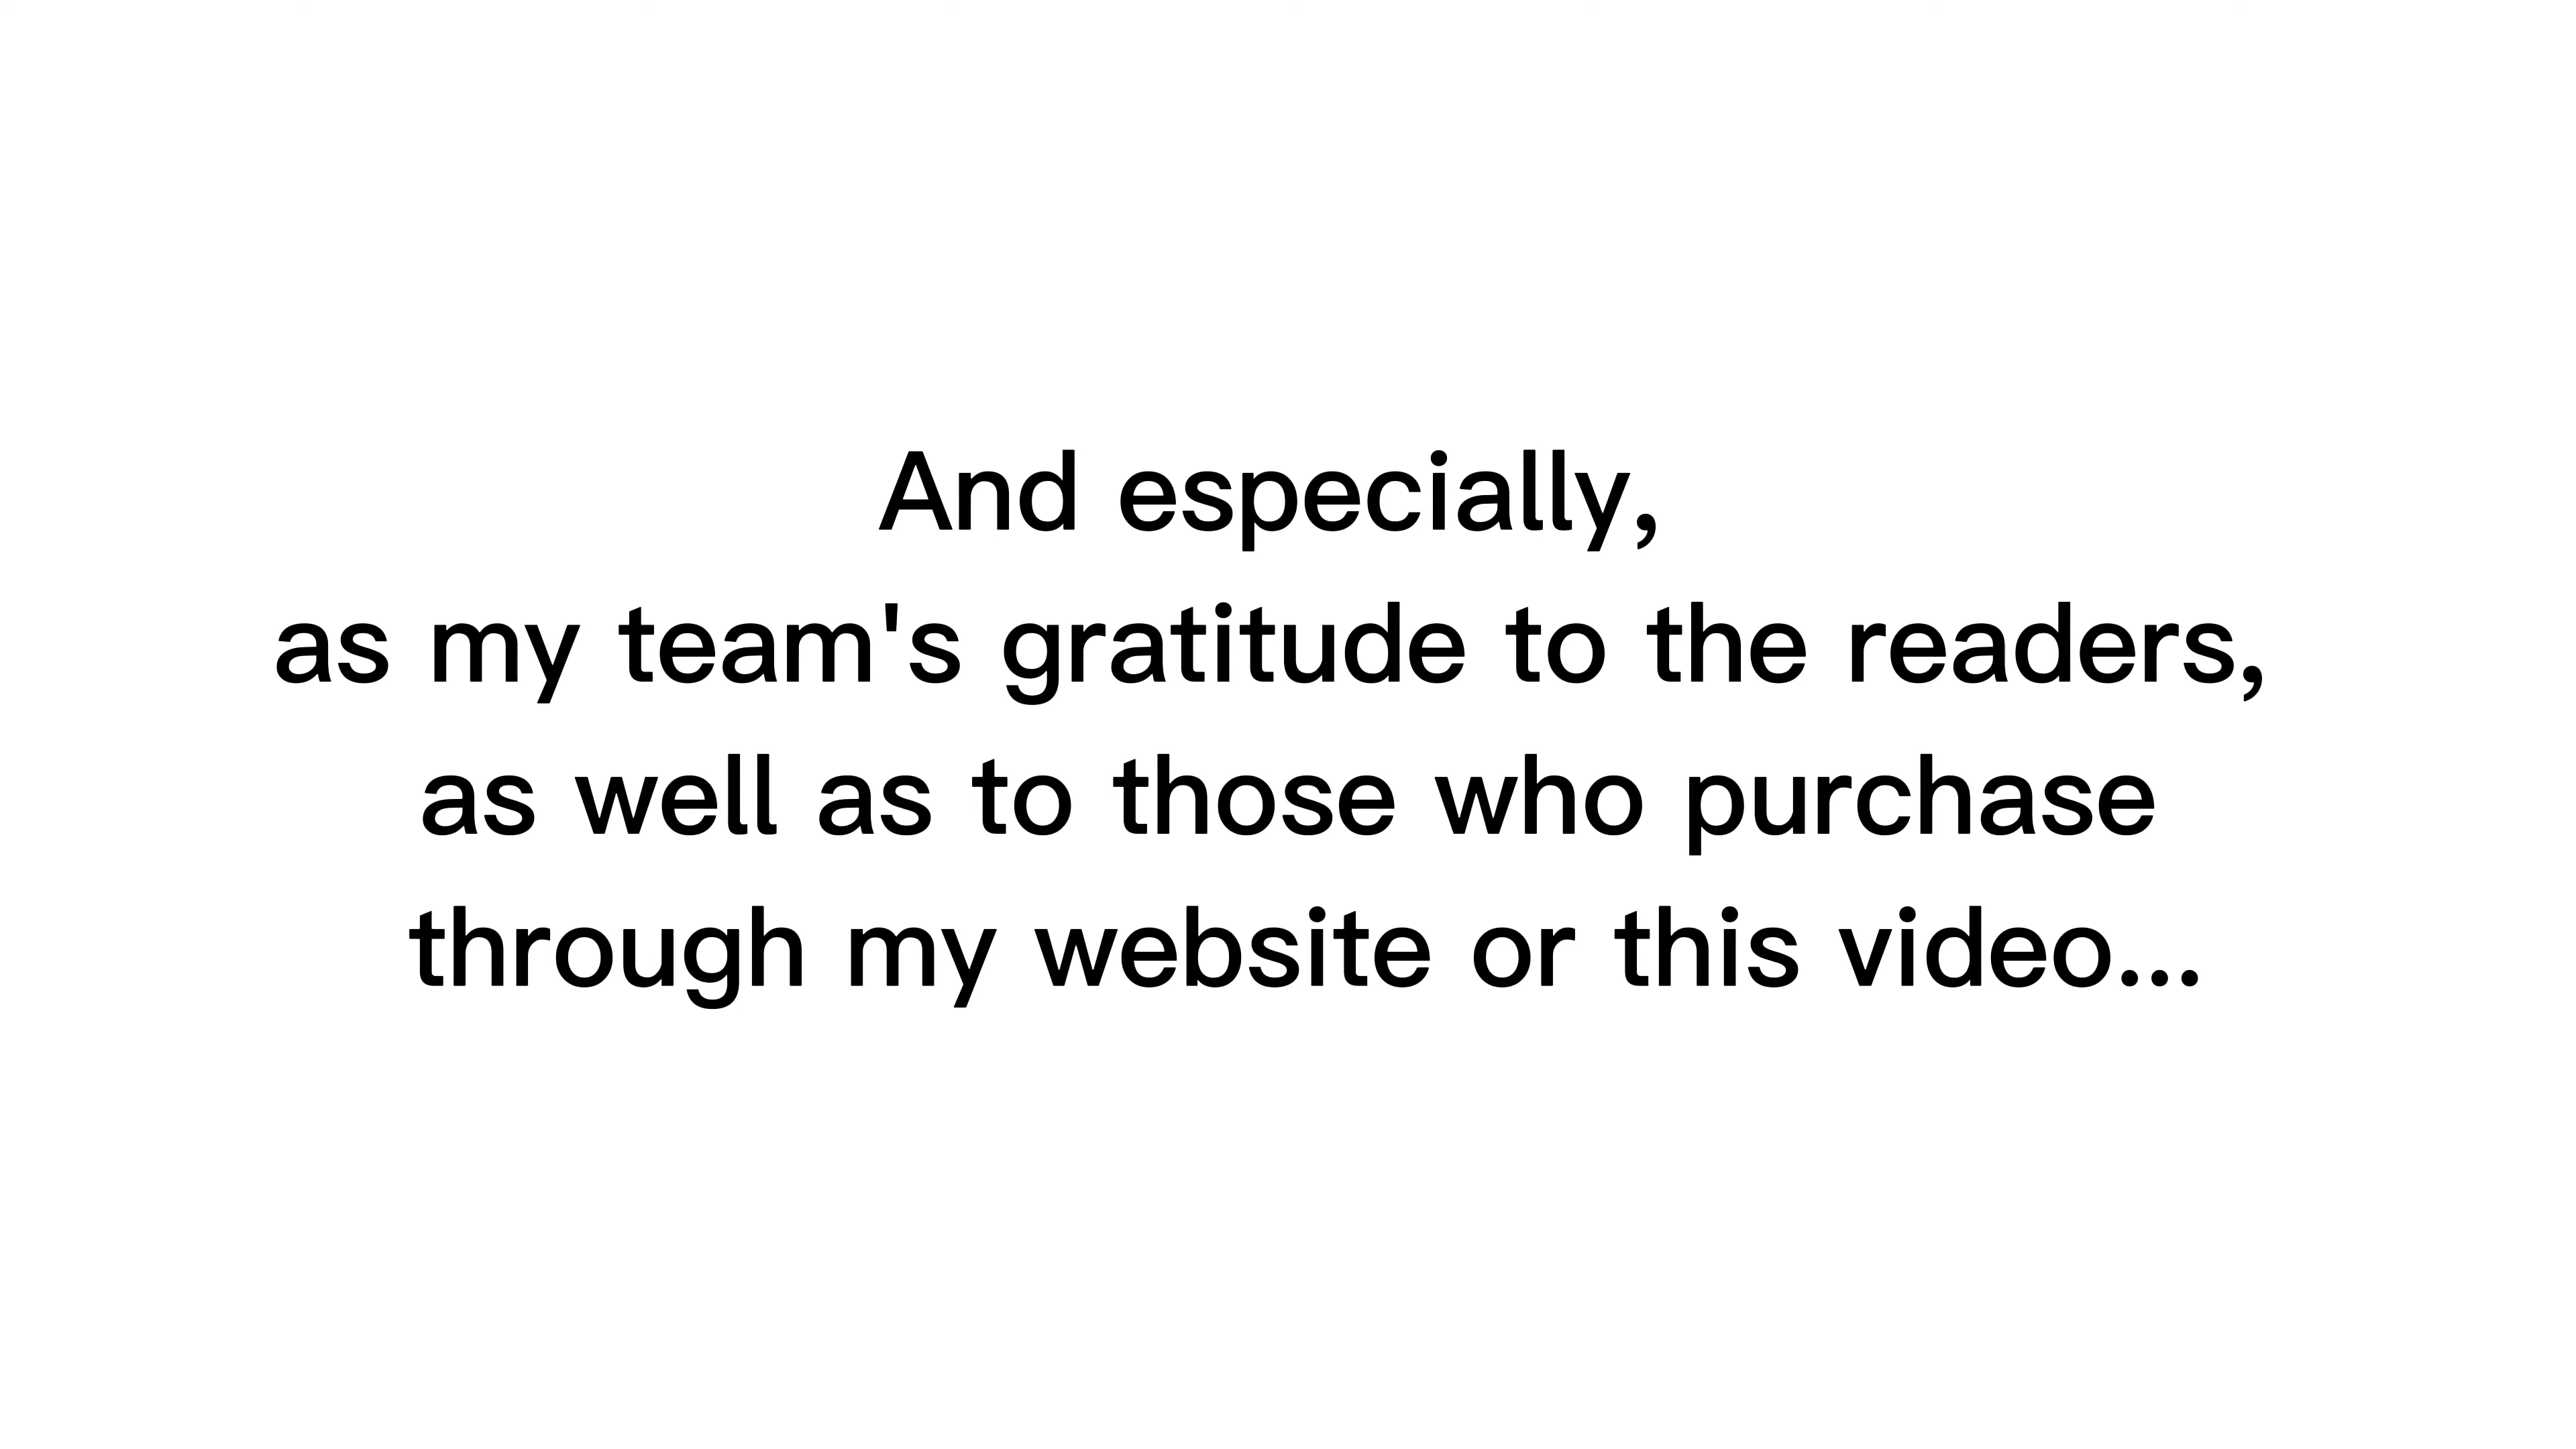 And especially,
as my team's gratitude to the readers,
as well as to those who purchase
through my website or this video...